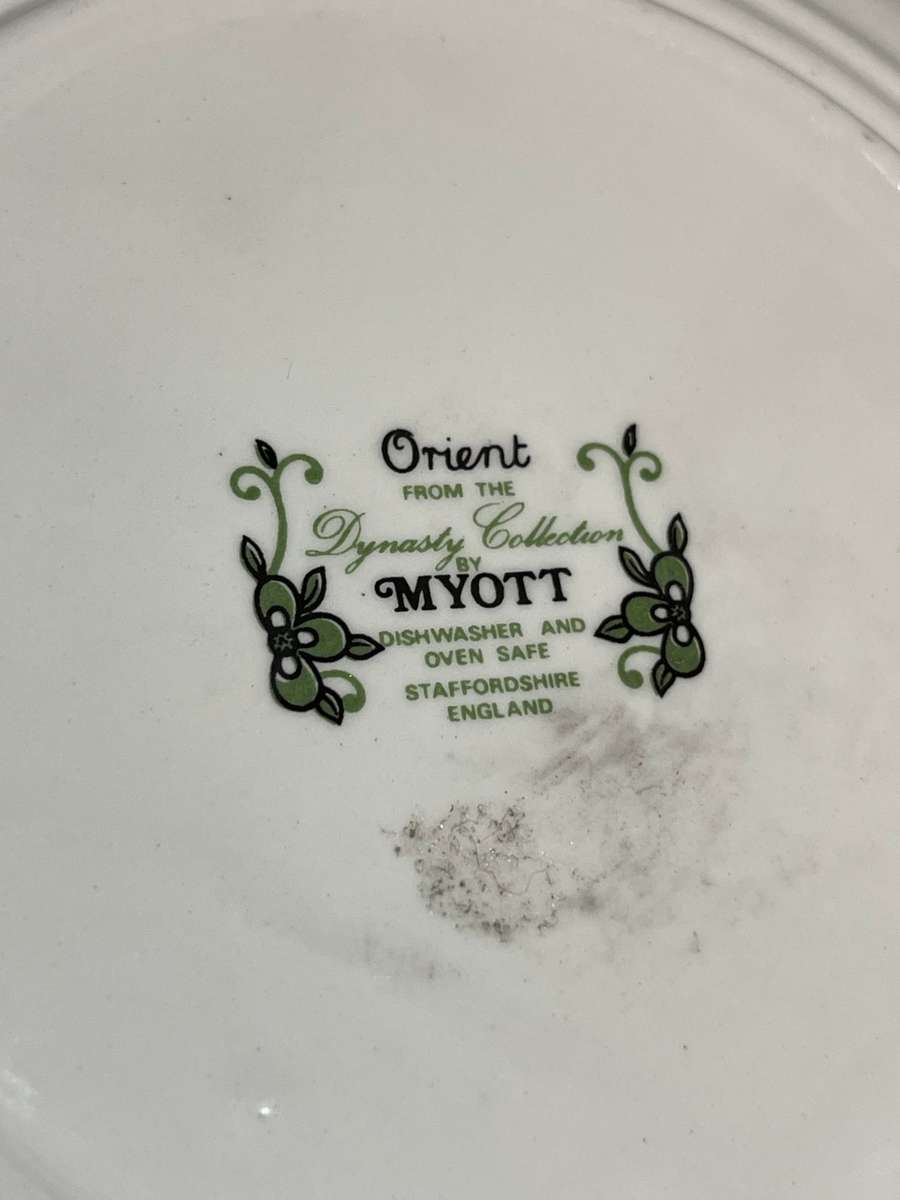 Orient
FROM THE
Dynasty Collection
BY
MYOTT
DISHWASHER AND
OVEN SAFE
STAFFORDSHIRE
ENGLAND